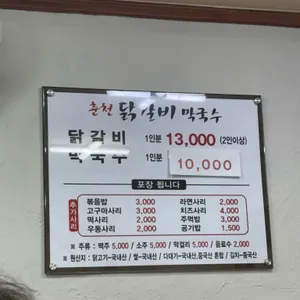 춘천 닭갈비 막국수
닭갈비 1인분 13,000 (2인이상)
막국수 1인분 10,000
포장 됩니다
추가사리
볶음밥 3,000 라면사리 2,000
고구마사리 3,000 치즈사리 4,000
떡사리 2,000 주먹밥 3,000
우동사리 2,000 공기밥 1,500
※ 주류 : 맥주 5,000 / 소주 5,000 / 막걸리 5,000 / 음료수 2,000
※ 원산지 : 닭고기-국내산 / 쌀-국내산 / 다대기-국내산,중국산 혼합 / 김치-중국산